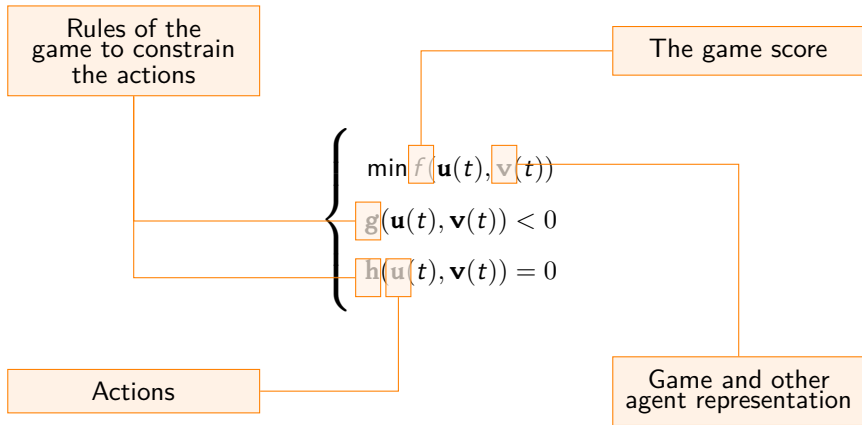 Rules of the
game to constrain
the actions
The game score
min f(𝐮(t), 𝐯(t))
𝐠(𝐮(t), 𝐯(t)) < 0
𝐡(𝐮(t), 𝐯(t)) = 0
Actions
Game and other
agent representation